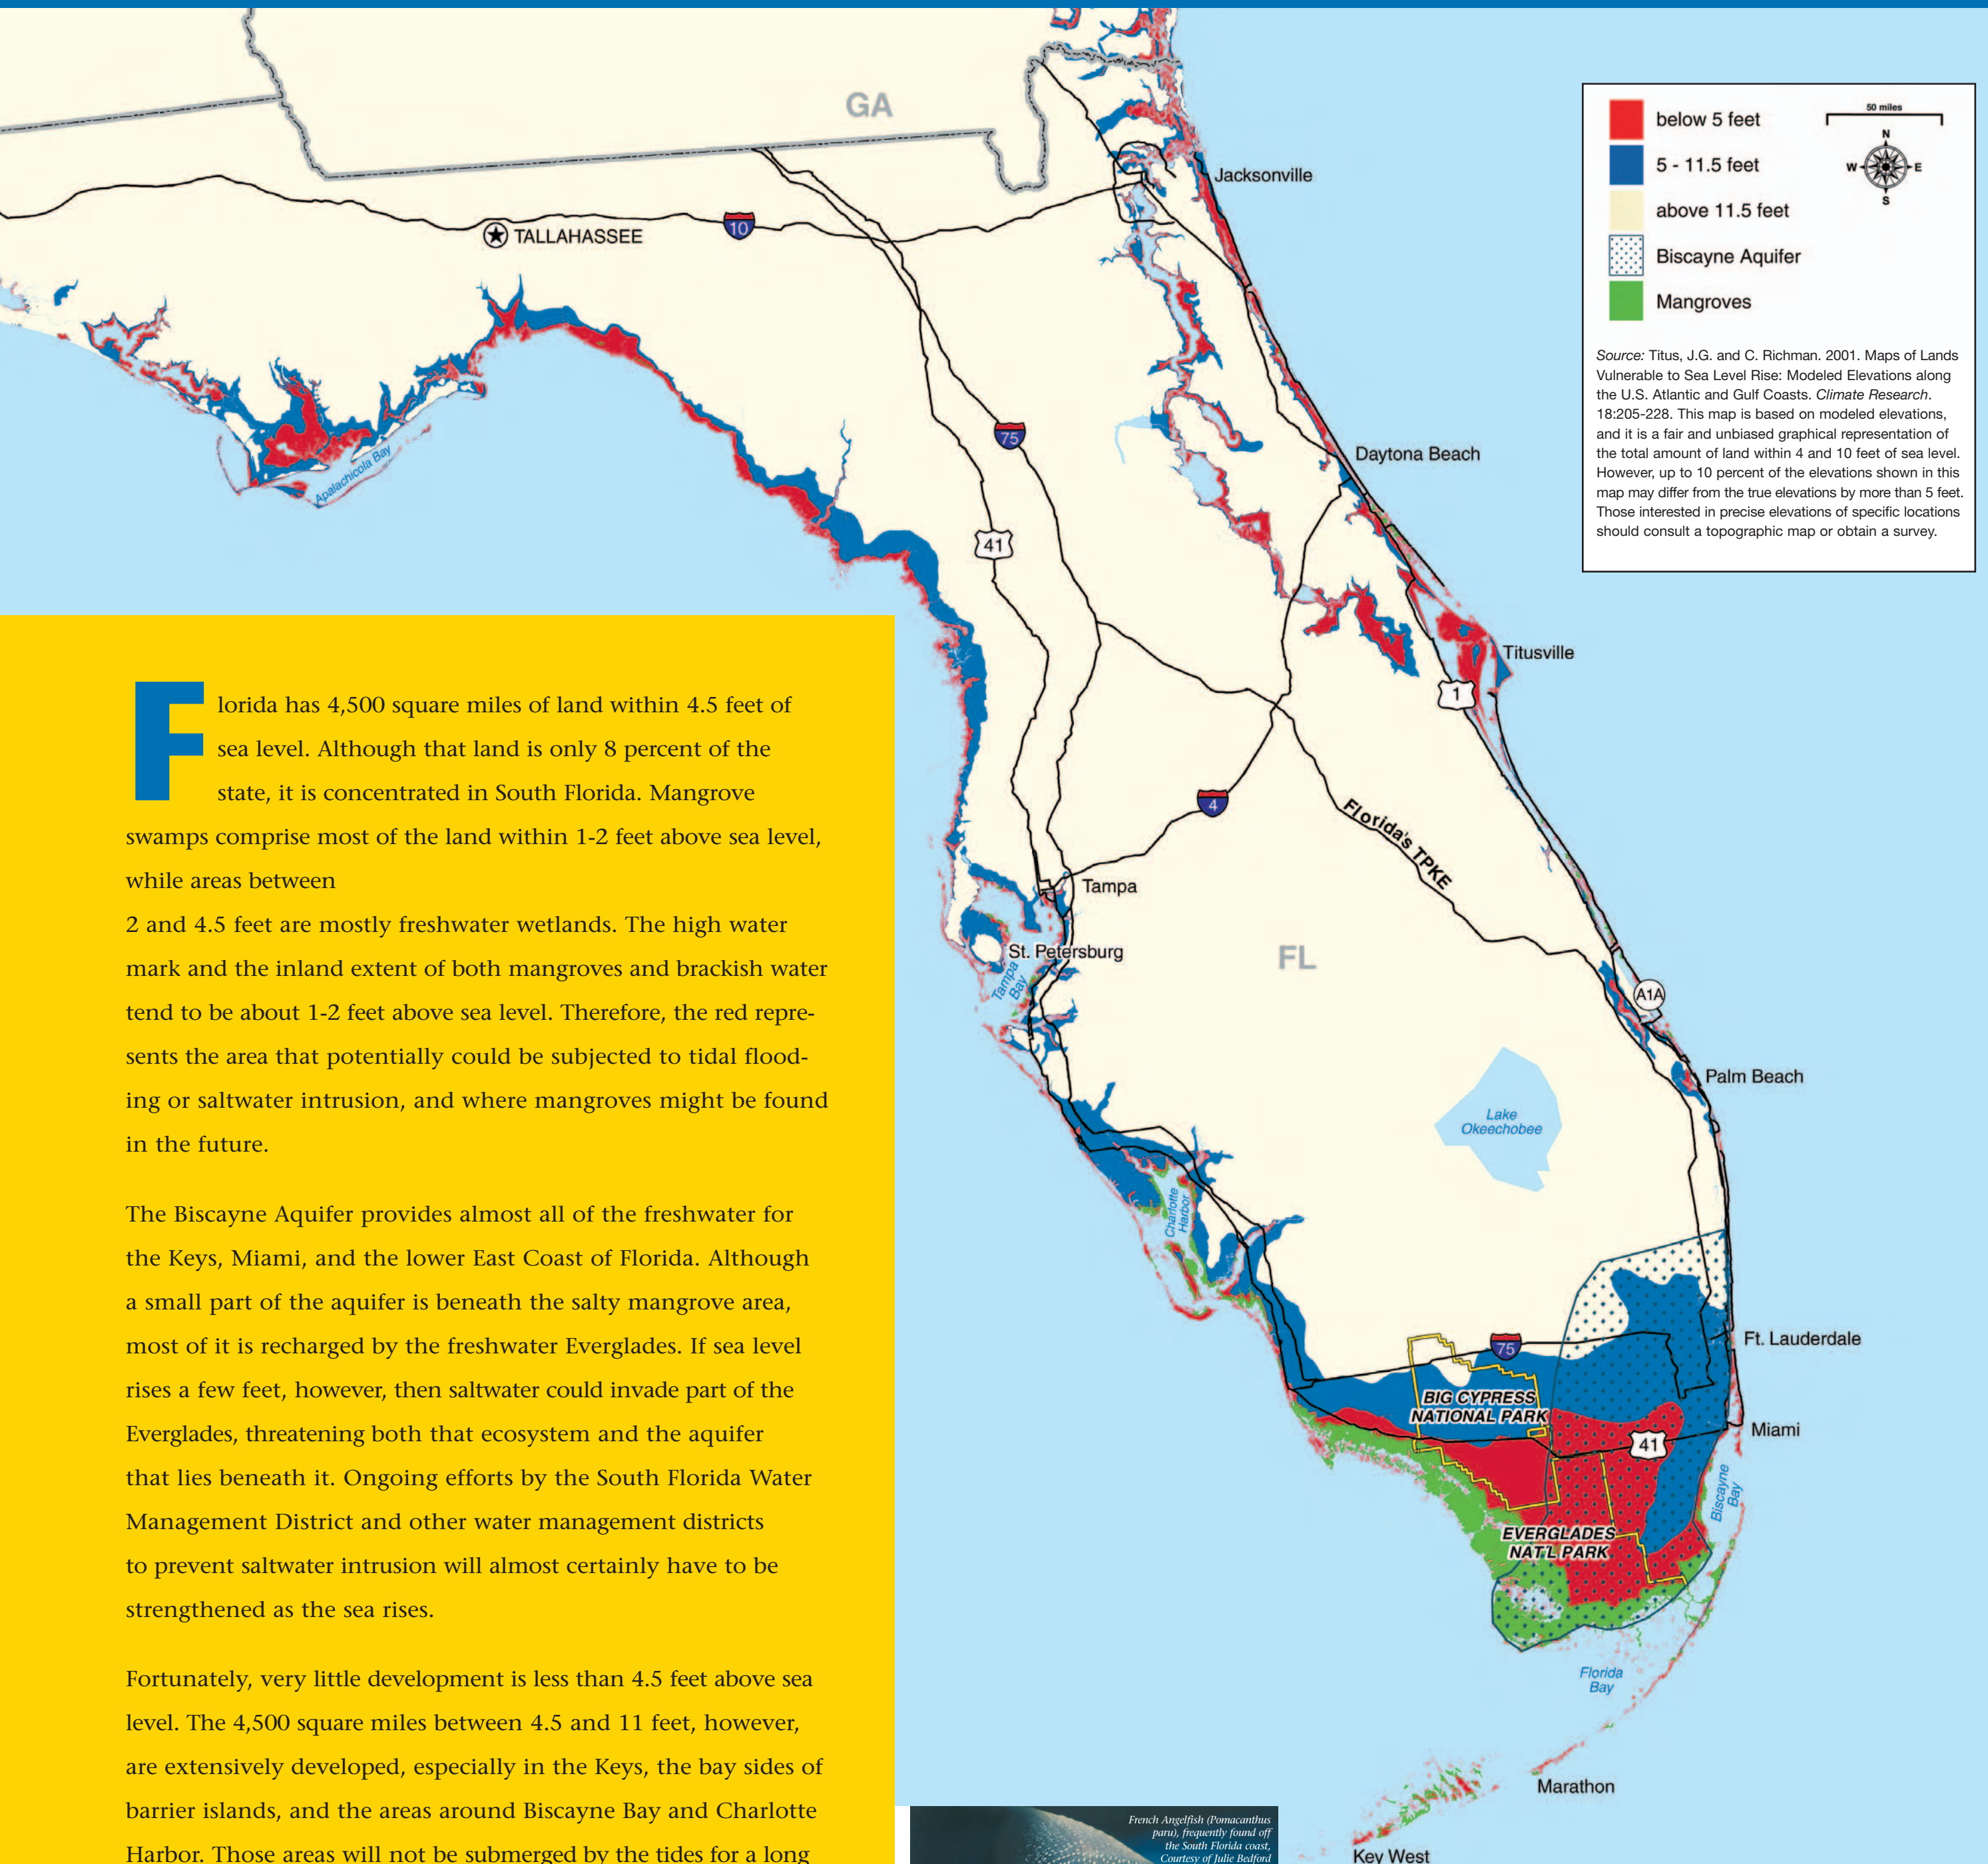 GA
Jacksonville
TALLAHASSEE
10
75
Apalachicola Bay
Daytona Beach
41
Titusville
1
4
Florida's TPKE
Tampa
St. Petersburg
Tampa
Bay
FL
A1A
Palm Beach
Lake
Okeechobee
Charlotte
Harbor
75
Ft. Lauderdale
BIG CYPRESS
NATIONAL PARK
41
Miami
Biscayne
Bay
EVERGLADES
NAT'L PARK
Florida
Bay
Marathon
Key West
below 5 feet
5 - 11.5 feet
above 11.5 feet
Biscayne Aquifer
Mangroves
50 miles
N
W E
S
Source: Titus, J.G. and C. Richman. 2001. Maps of Lands
Vulnerable to Sea Level Rise: Modeled Elevations along
the U.S. Atlantic and Gulf Coasts. Climate Research.
18:205-228. This map is based on modeled elevations,
and it is a fair and unbiased graphical representation of
the total amount of land within 4 and 10 feet of sea level.
However, up to 10 percent of the elevations shown in this
map may differ from the true elevations by more than 5 feet.
Those interested in precise elevations of specific locations
should consult a topographic map or obtain a survey.
Florida has 4,500 square miles of land within 4.5 feet of
sea level. Although that land is only 8 percent of the
state, it is concentrated in South Florida. Mangrove
swamps comprise most of the land within 1-2 feet above sea level,
while areas between
2 and 4.5 feet are mostly freshwater wetlands. The high water
mark and the inland extent of both mangroves and brackish water
tend to be about 1-2 feet above sea level. Therefore, the red repre-
sents the area that potentially could be subjected to tidal flood-
ing or saltwater intrusion, and where mangroves might be found
in the future.
The Biscayne Aquifer provides almost all of the freshwater for
the Keys, Miami, and the lower East Coast of Florida. Although
a small part of the aquifer is beneath the salty mangrove area,
most of it is recharged by the freshwater Everglades. If sea level
rises a few feet, however, then saltwater could invade part of the
Everglades, threatening both that ecosystem and the aquifer
that lies beneath it. Ongoing efforts by the South Florida Water
Management District and other water management districts
to prevent saltwater intrusion will almost certainly have to be
strengthened as the sea rises.
Fortunately, very little development is less than 4.5 feet above sea
level. The 4,500 square miles between 4.5 and 11 feet, however,
are extensively developed, especially in the Keys, the bay sides of
barrier islands, and the areas around Biscayne Bay and Charlotte
Harbor. Those areas will not be submerged by the tides for a long
French Angelfish (Pomacanthus
paru), frequently found off
the South Florida coast,
Courtesy of Julie Bedford